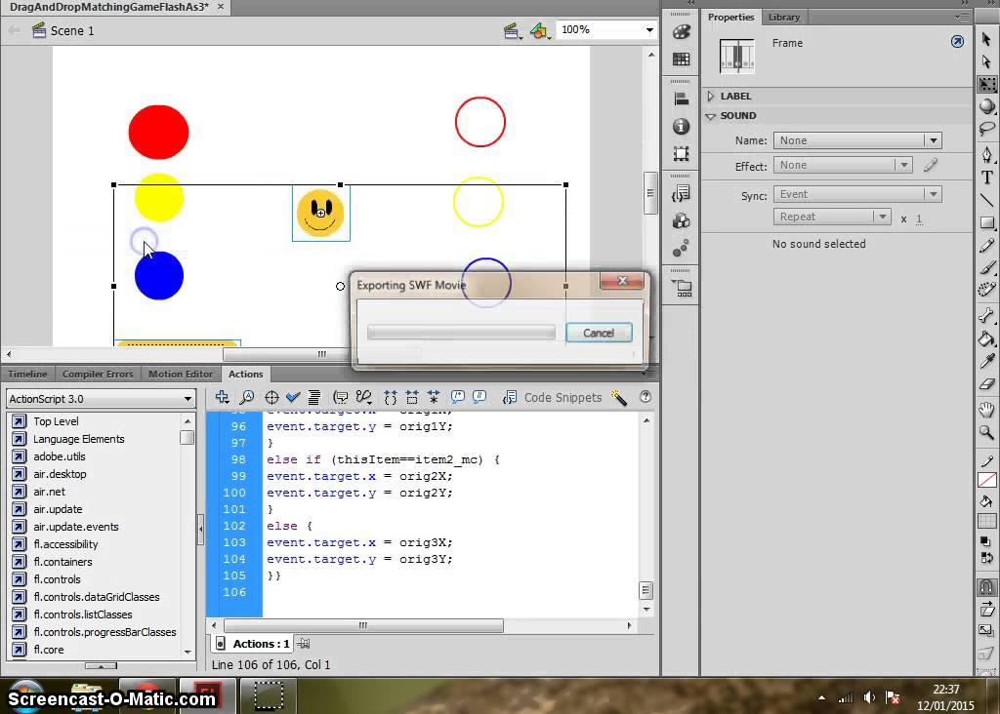 DragAndDropMatchingGameFlashAs3* ×
Scene 1
100%
Properties
Library
Frame
LABEL
SOUND
Name: None
Effect: None
Sync: Event
Repeat x 1
No sound selected
Exporting SWF Movie
Cancel
Timeline
Compiler Errors
Motion Editor
Actions
ActionScript 3.0
Code Snippets
Top Level
Language Elements
adobe.utils
air.desktop
air.net
air.update
air.update.events
fl.accessibility
fl.containers
fl.controls
fl.controls.dataGridClasses
fl.controls.listClasses
fl.controls.progressBarClasses
fl.core
95 event.target.x = orig1X;
96 event.target.y = orig1Y;
97 }
98 else if (thisItem==item2_mc) {
99 event.target.x = orig2X;
100 event.target.y = orig2Y;
101 }
102 else {
103 event.target.x = orig3X;
104 event.target.y = orig3Y;
105 }}
106
Actions : 1
Line 106 of 106, Col 1
Screencast-O-Matic.com
22:37
12/01/2015